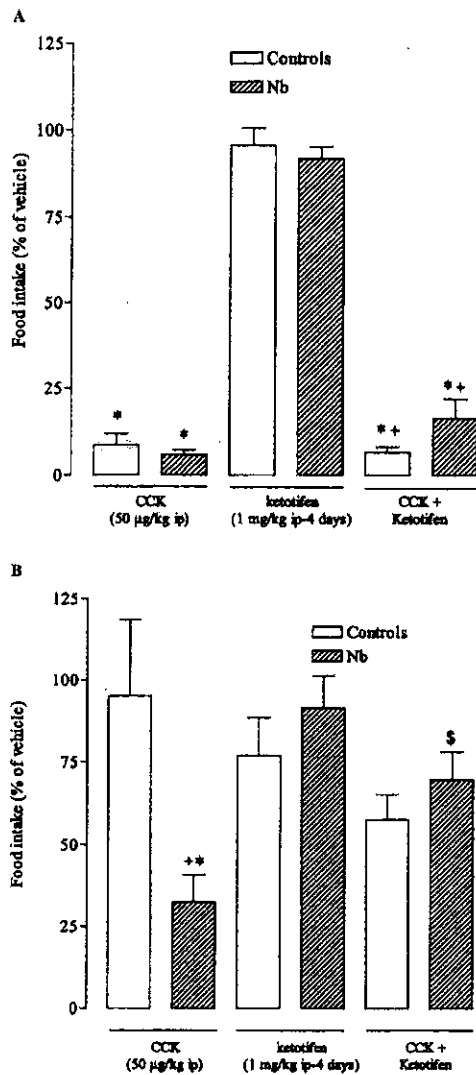 A
125
100
75
50
25
0
Food intake (% of vehicle)
Controls
Nb
*
*
* +
* +
CCK
(50 µg/kg ip)
ketotifen
(1 mg/kg ip-4 days)
CCK +
Ketotifen
B
125
100
75
50
25
0
Food intake (% of vehicle)
Controls
Nb
+*
$
CCK
(50 µg/kg ip)
ketotifen
(1 mg/kg ip-4 days)
CCK +
Ketotifen